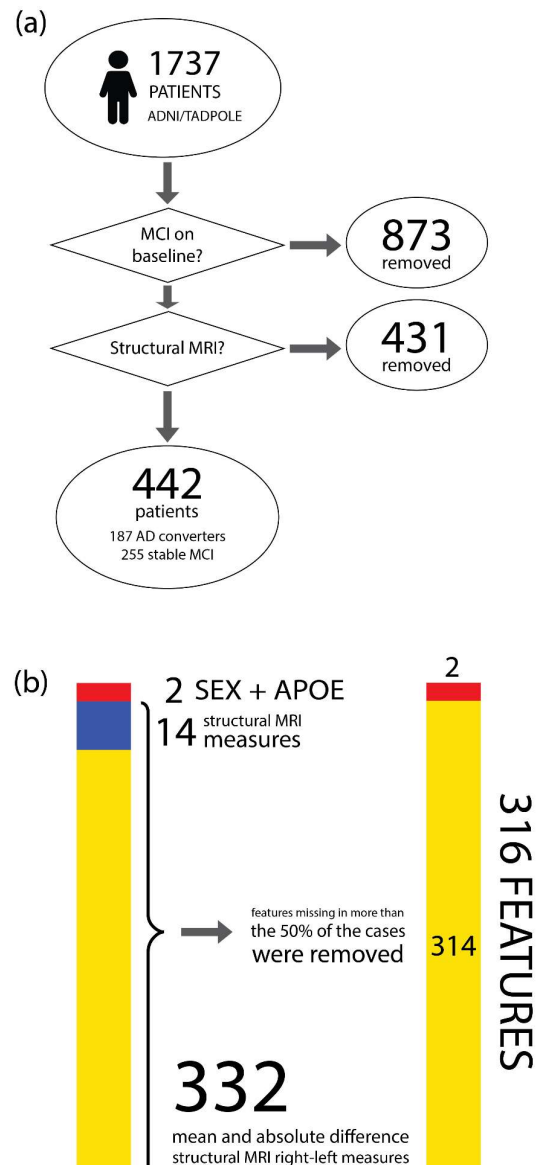 (a)
1737
PATIENTS
ADNI/TADPOLE
MCI on
baseline?
873
removed
Structural MRI?
431
removed
442
patients
187 AD converters
255 stable MCI
(b)
2 SEX + APOE
14 structural MRI
measures
2
features missing in more than
the 50% of the cases
were removed
314
316 FEATURES
332
mean and absolute difference
structural MRI right-left measures